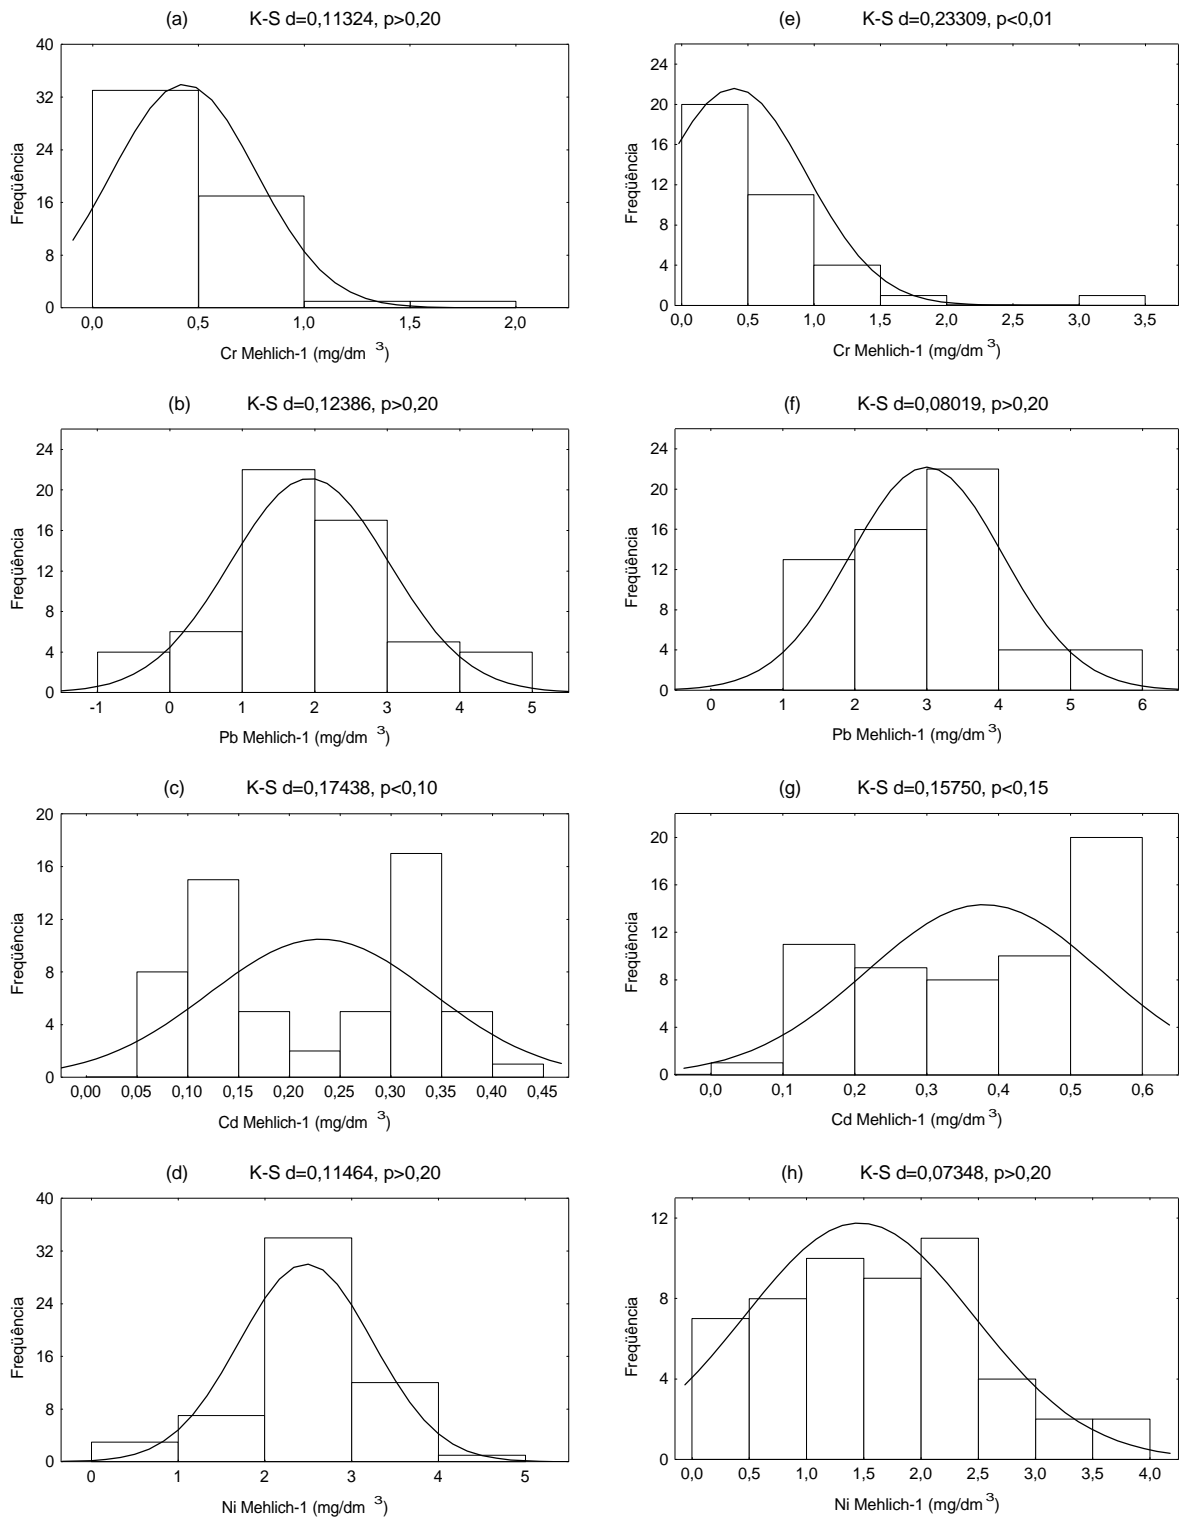 (a) K-S d=0,11324, p>0,20
40
32
24
16
8
0
Freqüência
0,0 0,5 1,0 1,5 2,0
Cr Mehlich-1 (mg/dm 3)
(e) K-S d=0,23309, p<0,01
24
20
16
12
8
4
0
Freqüência
0,0 0,5 1,0 1,5 2,0 2,5 3,0 3,5
Cr Mehlich-1 (mg/dm 3)
(b) K-S d=0,12386, p>0,20
24
20
16
12
8
4
0
Freqüência
-1 0 1 2 3 4 5
Pb Mehlich-1 (mg/dm 3)
(f) K-S d=0,08019, p>0,20
24
20
16
12
8
4
0
Freqüência
0 1 2 3 4 5 6
Pb Mehlich-1 (mg/dm 3)
(c) K-S d=0,17438, p<0,10
20
16
12
8
4
0
Freqüência
0,00 0,05 0,10 0,15 0,20 0,25 0,30 0,35 0,40 0,45
Cd Mehlich-1 (mg/dm 3)
(g) K-S d=0,15750, p<0,15
20
16
12
8
4
0
Freqüência
0,0 0,1 0,2 0,3 0,4 0,5 0,6
Cd Mehlich-1 (mg/dm 3)
(d) K-S d=0,11464, p>0,20
40
32
24
16
8
0
Freqüência
0 1 2 3 4 5
Ni Mehlich-1 (mg/dm 3)
(h) K-S d=0,07348, p>0,20
12
8
4
0
Freqüência
0,0 0,5 1,0 1,5 2,0 2,5 3,0 3,5 4,0
Ni Mehlich-1 (mg/dm 3)